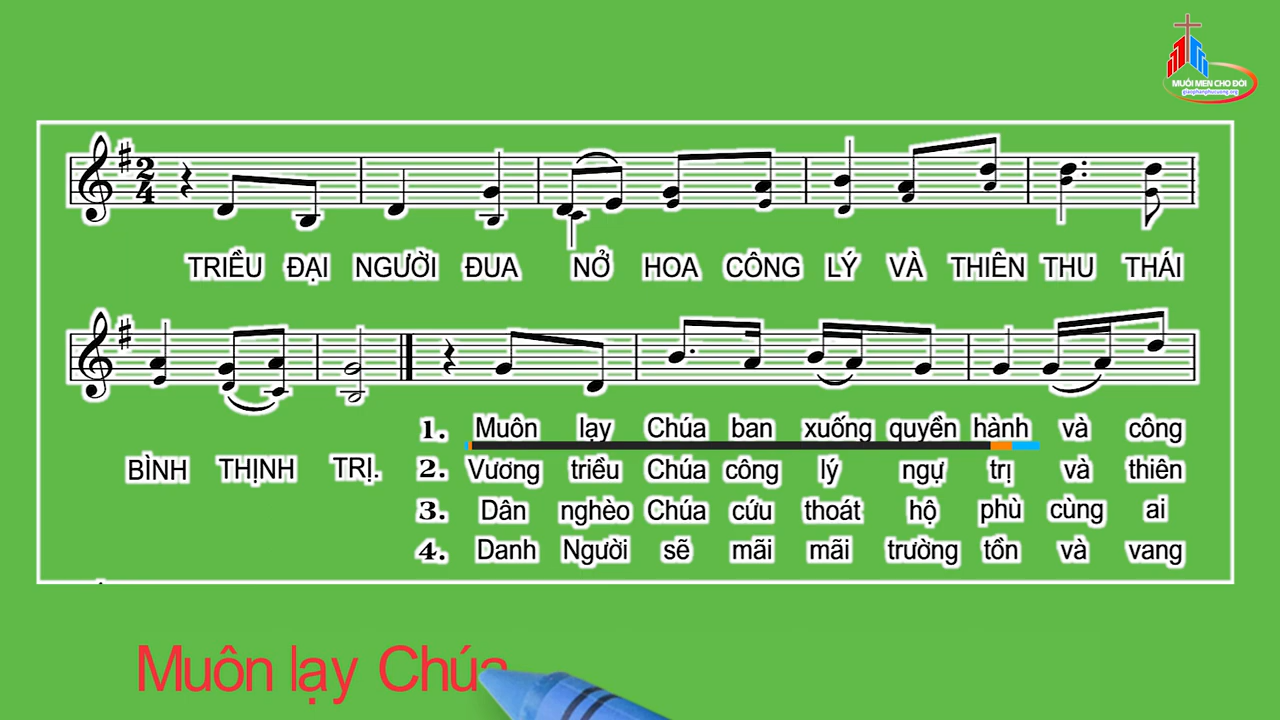 MUỐI MEN CHO ĐỜI
giaophanphucuong.org
TRIỀU ĐẠI NGƯỜI ĐUA NỞ HOA CÔNG LÝ VÀ THIÊN THU THÁI
1. Muôn lạy Chúa ban xuống quyền hành và công
BÌNH THỊNH TRỊ. 2. Vương triều Chúa công lý ngự trị và thiên
3. Dân nghèo Chúa cứu thoát hộ phù cùng ai
4. Danh Người sẽ mãi mãi trường tồn và vang
Muôn lạy Chúa